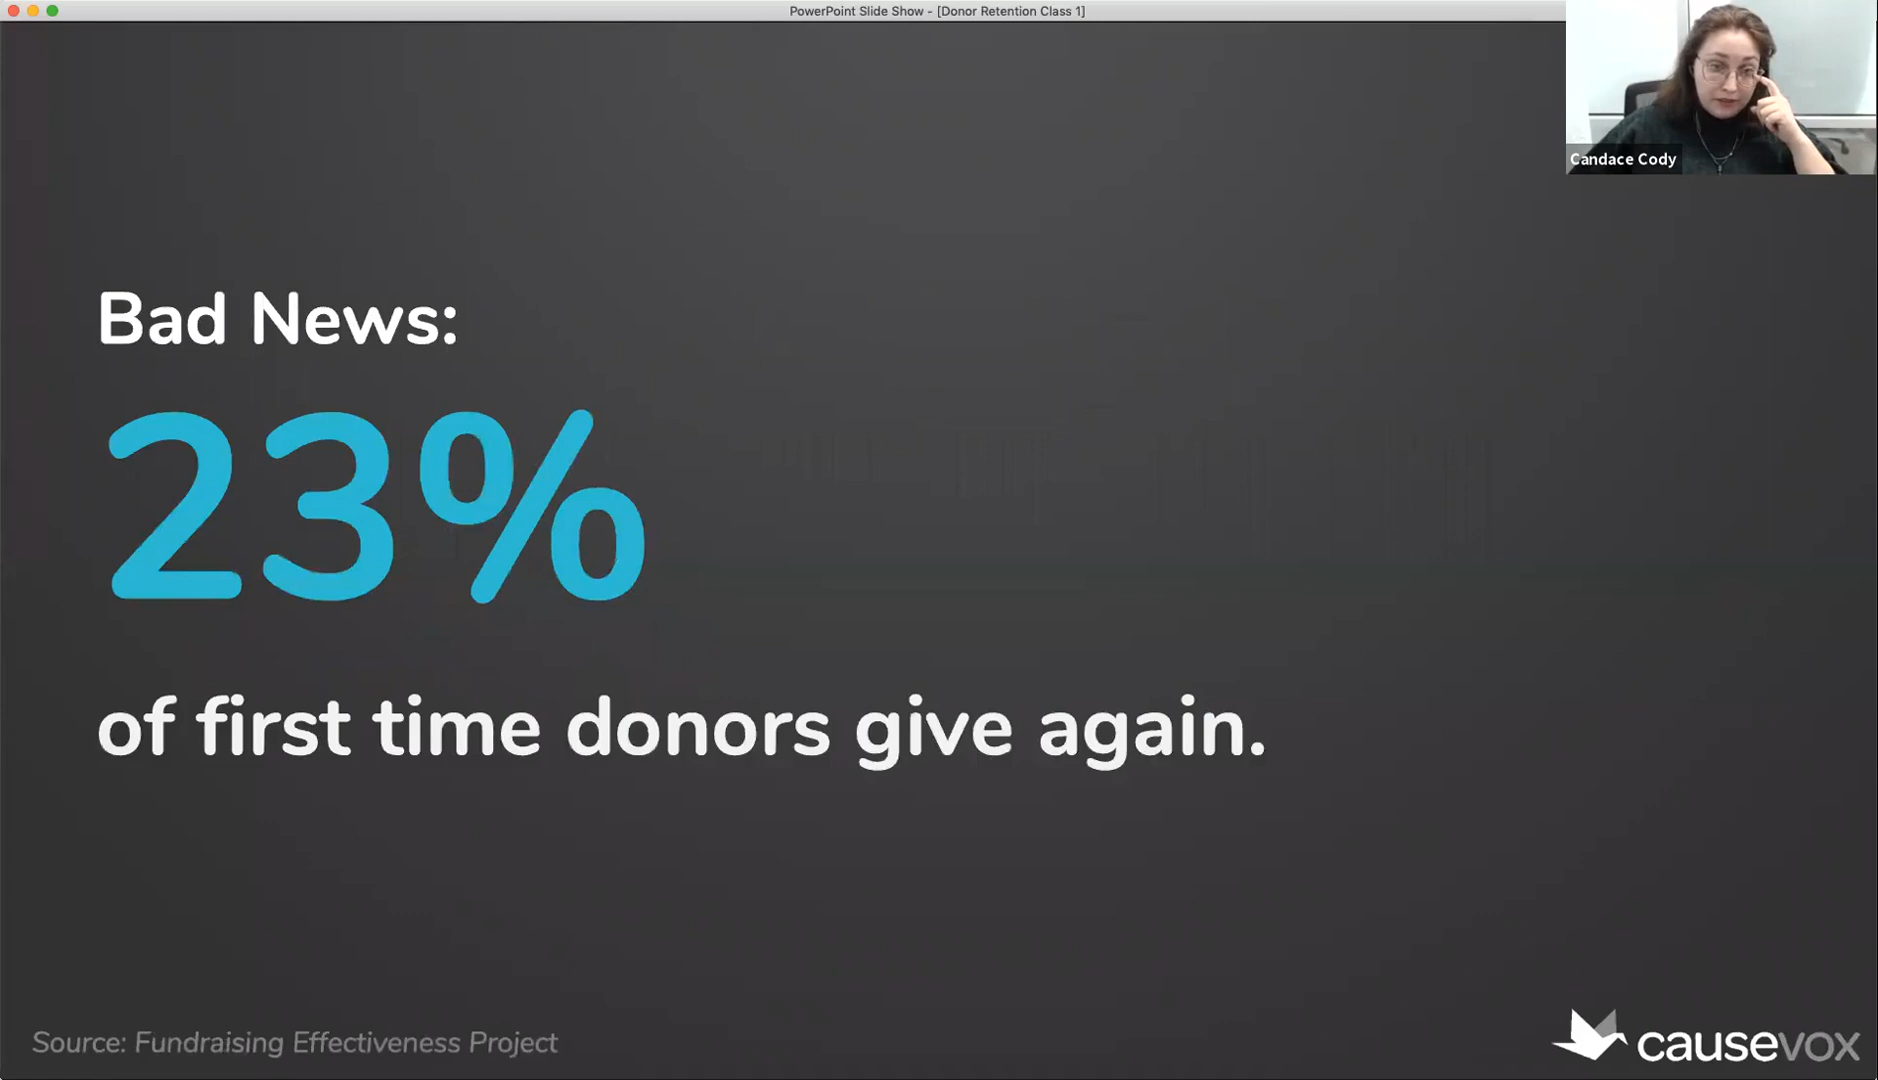 PowerPoint Slide Show - [Donor Retention Class 1]
Candace Cody
Bad News:
23%
of first time donors give again.
Source: Fundraising Effectiveness Project
causevox